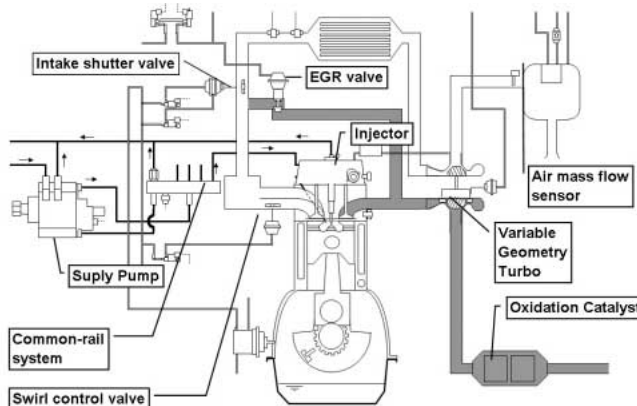 Intake shutter valve
EGR valve
Injector
Air mass flow
sensor
Variable
Geometry
Turbo
Suply Pump
Oxidation Catalyst
Common-rail
system
Swirl control valve